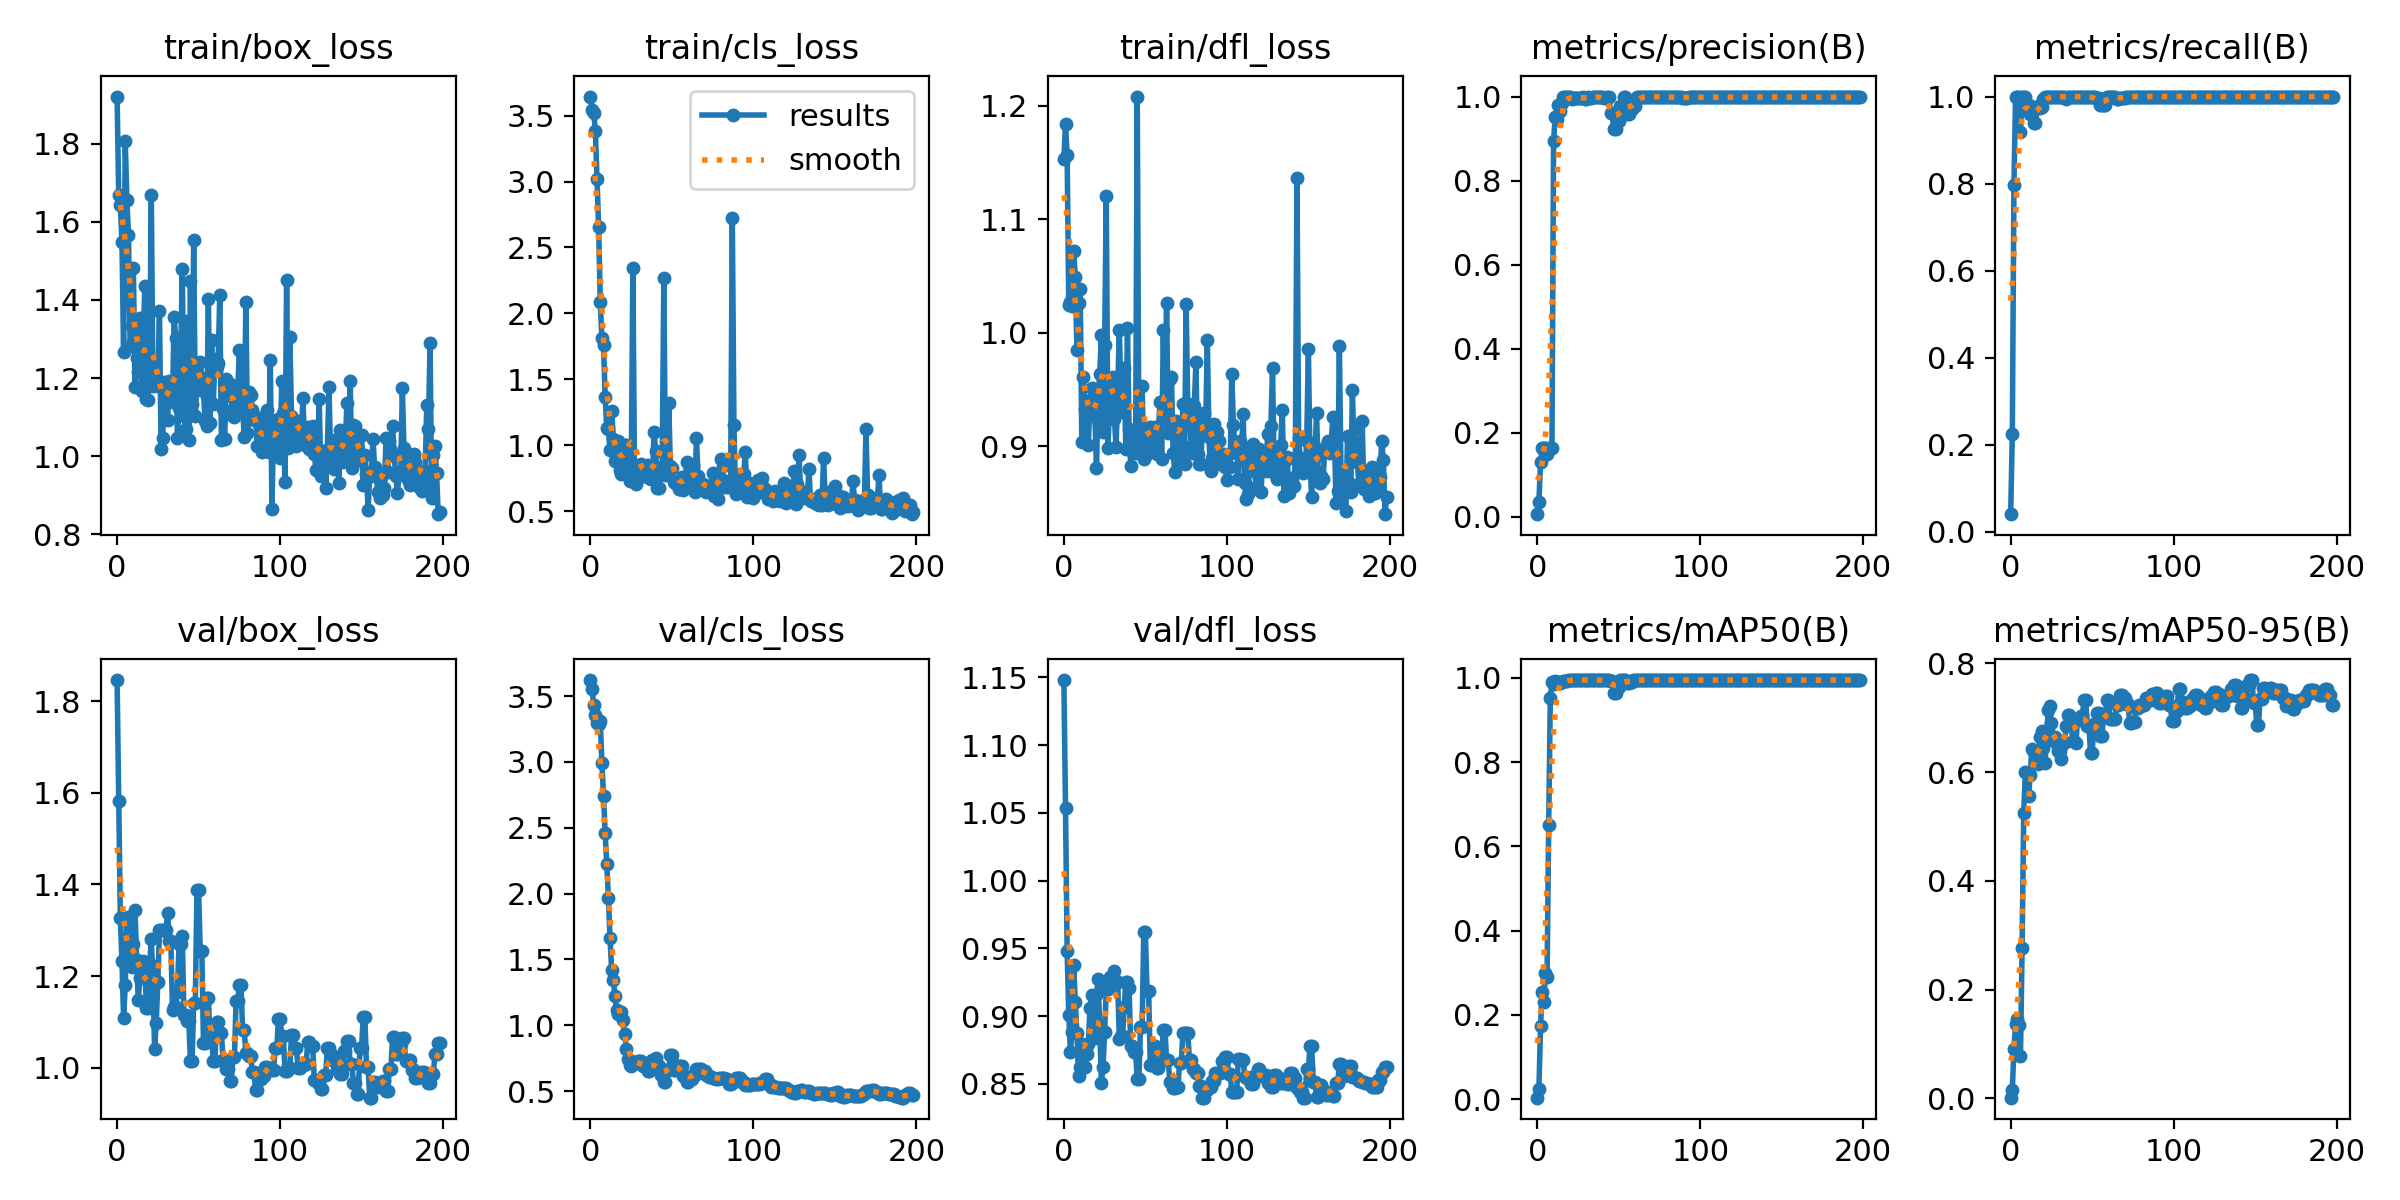 train/box_loss
1.8
1.6
1.4
1.2
1.0
0.8
0 100 200
train/cls_loss
results
smooth
3.5
3.0
2.5
2.0
1.5
1.0
0.5
0 100 200
train/dfl_loss
1.2
1.1
1.0
0.9
0 100 200
metrics/precision(B)
1.0
0.8
0.6
0.4
0.2
0.0
0 100 200
metrics/recall(B)
1.0
0.8
0.6
0.4
0.2
0.0
0 100 200
val/box_loss
1.8
1.6
1.4
1.2
1.0
0 100 200
val/cls_loss
3.5
3.0
2.5
2.0
1.5
1.0
0.5
0 100 200
val/dfl_loss
1.15
1.10
1.05
1.00
0.95
0.90
0.85
0 100 200
metrics/mAP50(B)
1.0
0.8
0.6
0.4
0.2
0.0
0 100 200
metrics/mAP50-95(B)
0.8
0.6
0.4
0.2
0.0
0 100 200